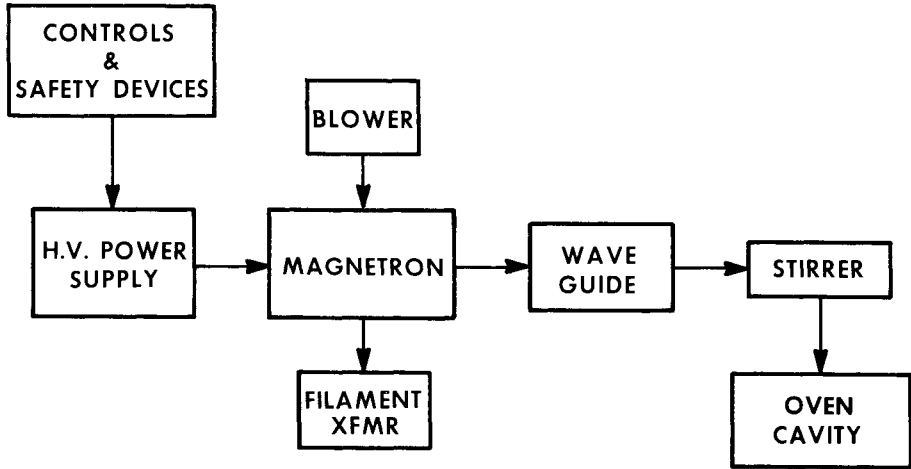 CONTROLS
&
SAFETY DEVICES
BLOWER
H.V. POWER
SUPPLY
MAGNETRON
WAVE
GUIDE
STIRRER
FILAMENT
XFMR
OVEN
CAVITY